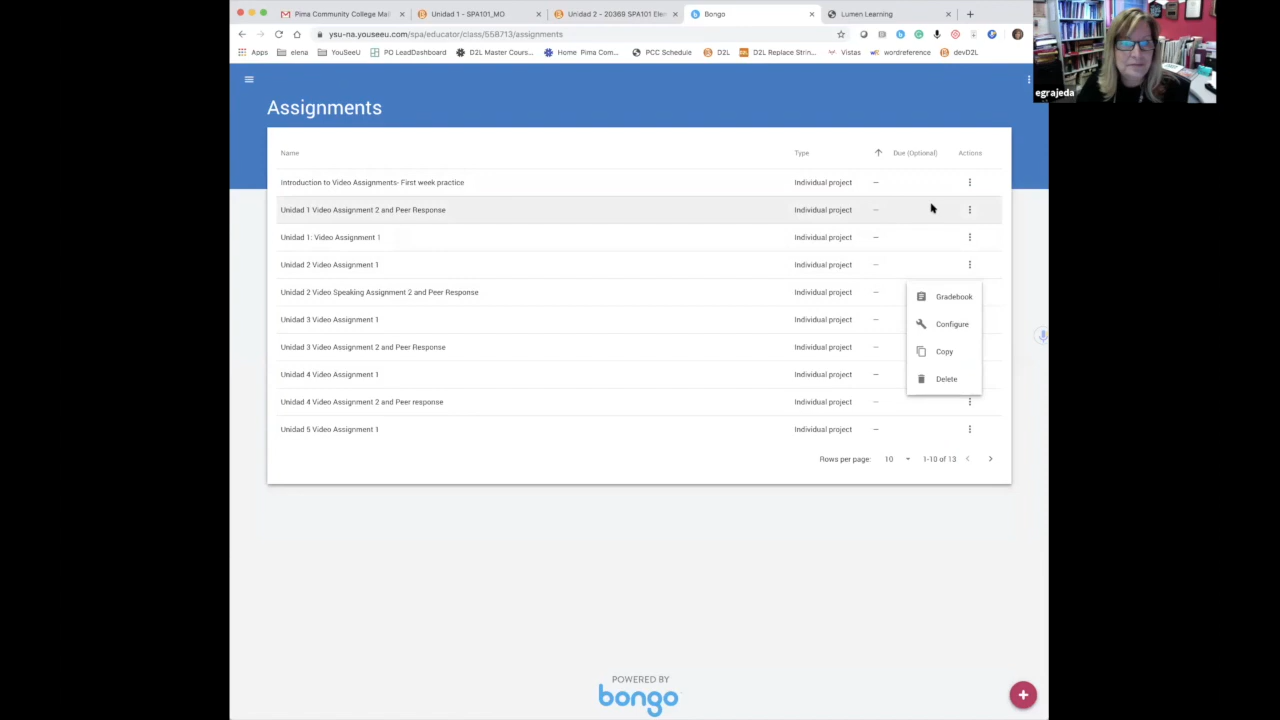 Pima Community College Mai
Unidad 1 - SPA101_MO
Unidad 2 - 20369 SPA101 Elem
Bongo
Lumen Learning
ysu-na.youseeu.com/spa/educator/class/558713/assignments
Apps
elena
YouSeeU
PO LeadDashboard
D2L Master Cours...
Home Pima Com...
PCC Schedule
D2L
D2L Replace Strin...
Vistas
wordreference
devD2L
egrajeda
Assignments
Name Type Due (Optional) Actions
Introduction to Video Assignments- First week practice Individual project —
Unidad 1 Video Assignment 2 and Peer Response Individual project —
Unidad 1: Video Assignment 1 Individual project —
Unidad 2 Video Assignment 1 Individual project —
Unidad 2 Video Speaking Assignment 2 and Peer Response Individual project —
Gradebook
Unidad 3 Video Assignment 1 Individual project —
Configure
Unidad 3 Video Assignment 2 and Peer Response Individual project —
Copy
Unidad 4 Video Assignment 1 Individual project —
Delete
Unidad 4 Video Assignment 2 and Peer response Individual project —
Unidad 5 Video Assignment 1 Individual project —
Rows per page: 10 1-10 of 13
POWERED BY
bongo